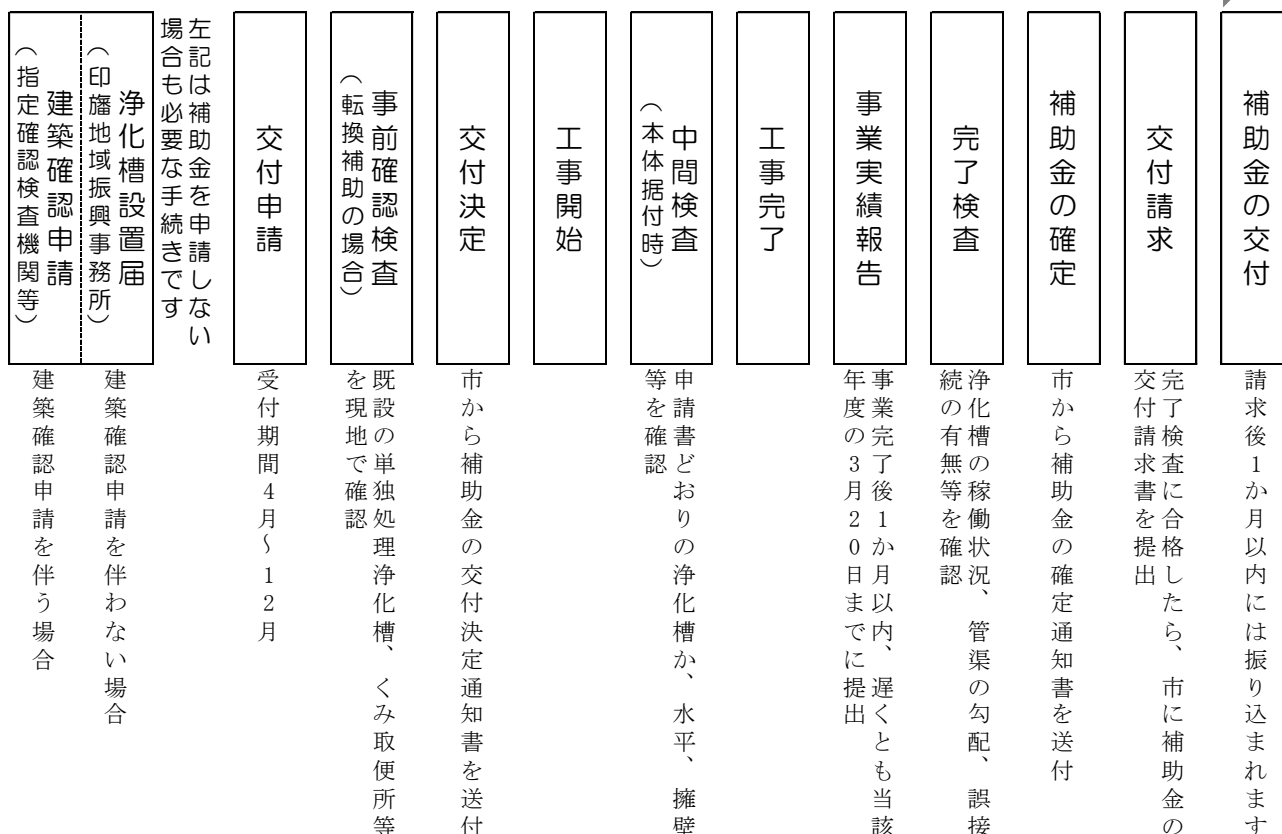 補助金の交付
請求後1か月以内には振り込まれます
交付請求
完了検査に合格したら、市に補助金の
交付請求書を提出
補助金の確定
市から補助金の確定通知書を送付
完了検査
浄化槽の稼働状況、管渠の勾配、誤接
続の有無等を確認
事業実績報告
事業完了後1か月以内、遅くとも当該
年度の3月20日までに提出
工事完了
中間検査
(本体据付時)
申請書どおりの浄化槽か、水平、擁壁
等を確認
工事開始
交付決定
市から補助金の交付決定通知書を送付
事前確認検査
(転換補助の場合)
既設の単独処理浄化槽、くみ取便所等
を現地で確認
交付申請
受付期間4月～12月
左記は補助金を申請しない
場合も必要な手続きです
浄化槽設置届
(印旛地域振興事務所)
建築確認申請を伴わない場合
建築確認申請
(指定確認検査機関等)
建築確認申請を伴う場合